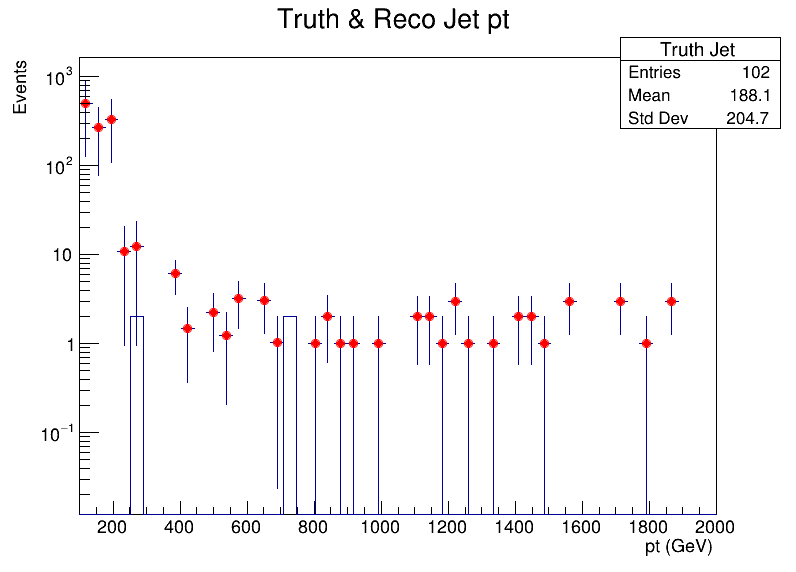 Truth & Reco Jet pt
Truth Jet
Entries 102
Mean 188.1
Std Dev 204.7
Events
10³
10²
10
1
10⁻¹
200 400 600 800 1000 1200 1400 1600 1800 2000
pt (GeV)